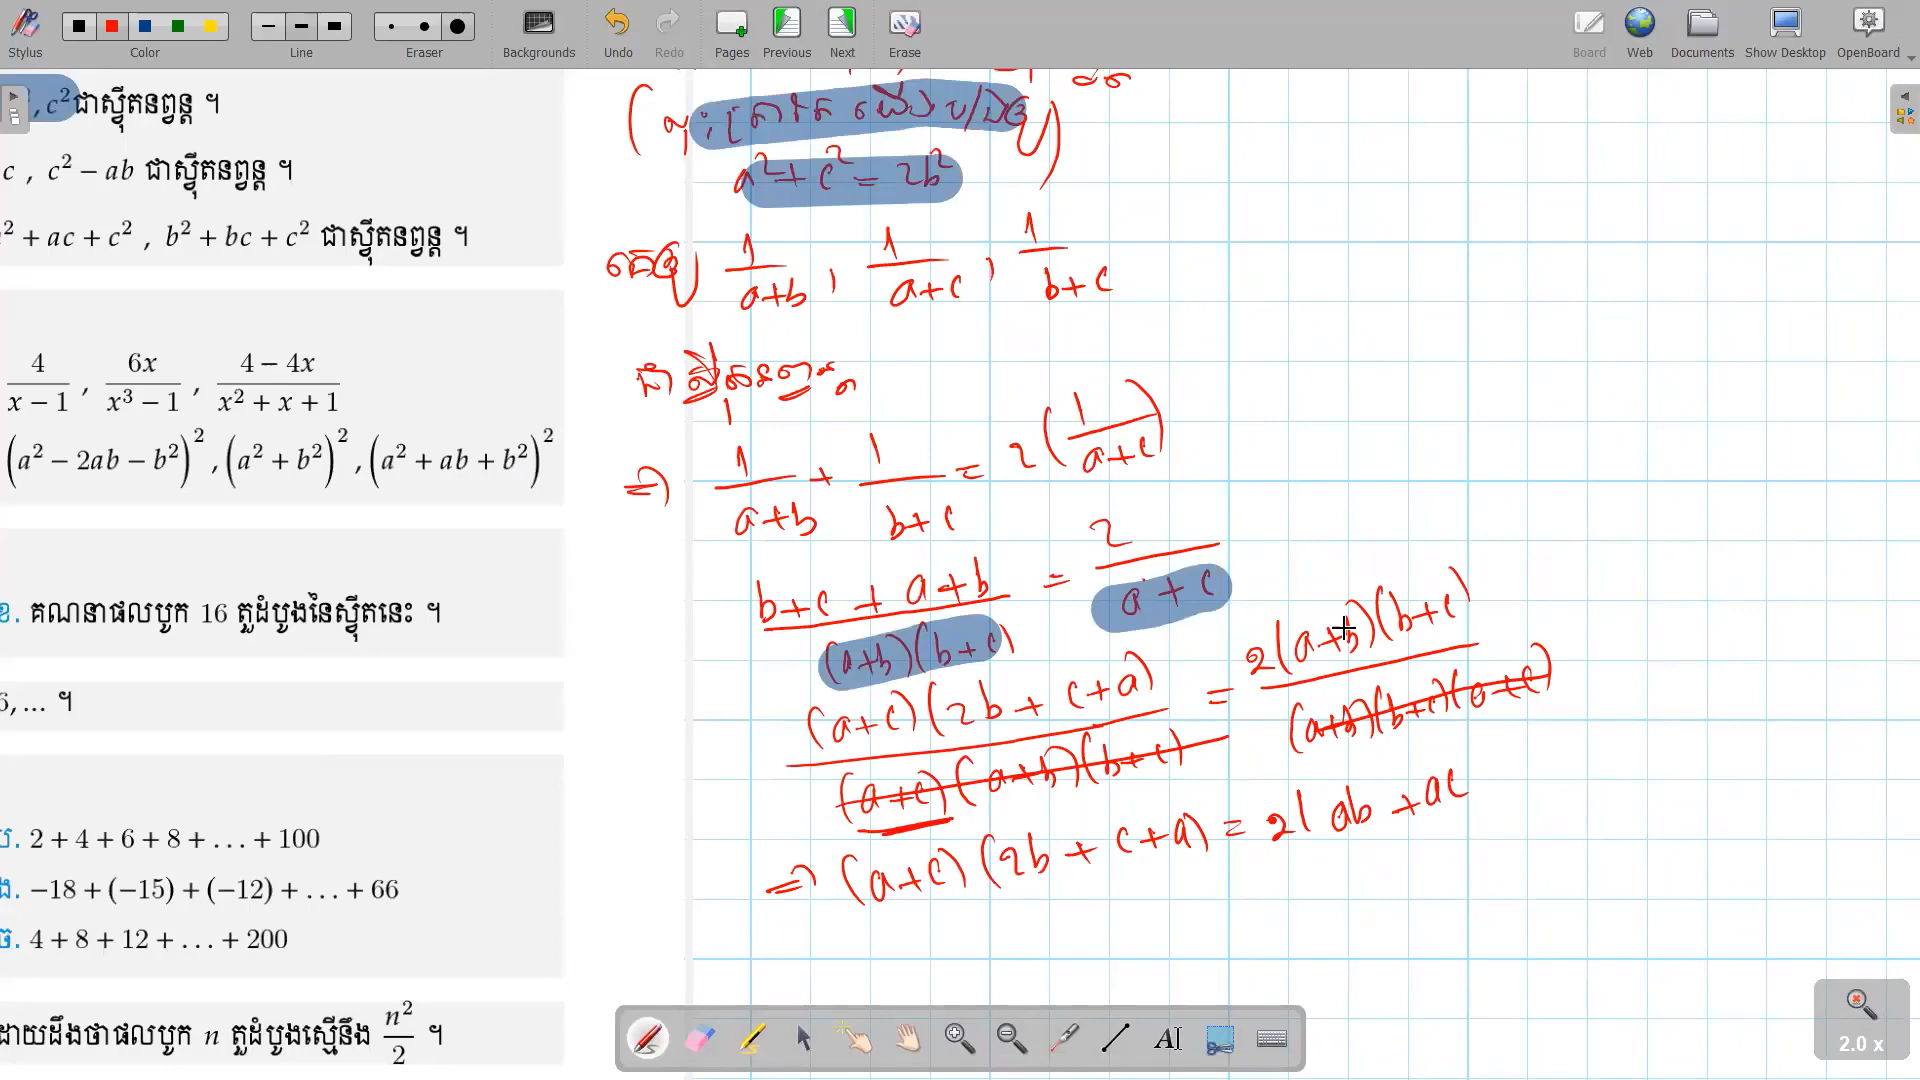 Stylus Color Line Eraser Backgrounds Undo Redo Pages Previous Next Erase Board Web Documents Show Desktop OpenBoard
, c² ជាស្វ៊ីតនព្វន្ត ។
c , c² − ab ជាស្វ៊ីតនព្វន្ត ។
² + ac + c² , b² + bc + c² ជាស្វ៊ីតនព្វន្ត ។
4/(x − 1) , 6x/(x³ − 1) , (4 − 4x)/(x² + x + 1)
(a² − 2ab − b²)² , (a² + b²)² , (a² + ab + b²)²
ខ. គណនាផលបូក 16 តួដំបូងនៃស្វ៊ីតនេះ ។
6, ... ។
2 + 4 + 6 + 8 + ... + 100
−18 + (−15) + (−12) + ... + 66
ច. 4 + 8 + 12 + ... + 200
ដោយដឹងថាផលបូក n តួដំបូងស្មើនឹង n²/2 ។
a² + c² = 2b²
1/(a+b) , 1/(a+c) , 1/(b+c)
⇒ 1/(a+b) + 1/(b+c) = 2(1/(a+c))
(b+c + a+b)/((a+b)(b+c)) = 2/(a+c)
(a+c)(2b + c+a)/((a+c)(a+b)(b+c)) = 2(a+b)(b+c)/((a+b)(b+c)(a+c))
⇒ (a+c)(2b + c+a) = 2( ab + ac
2.0 x